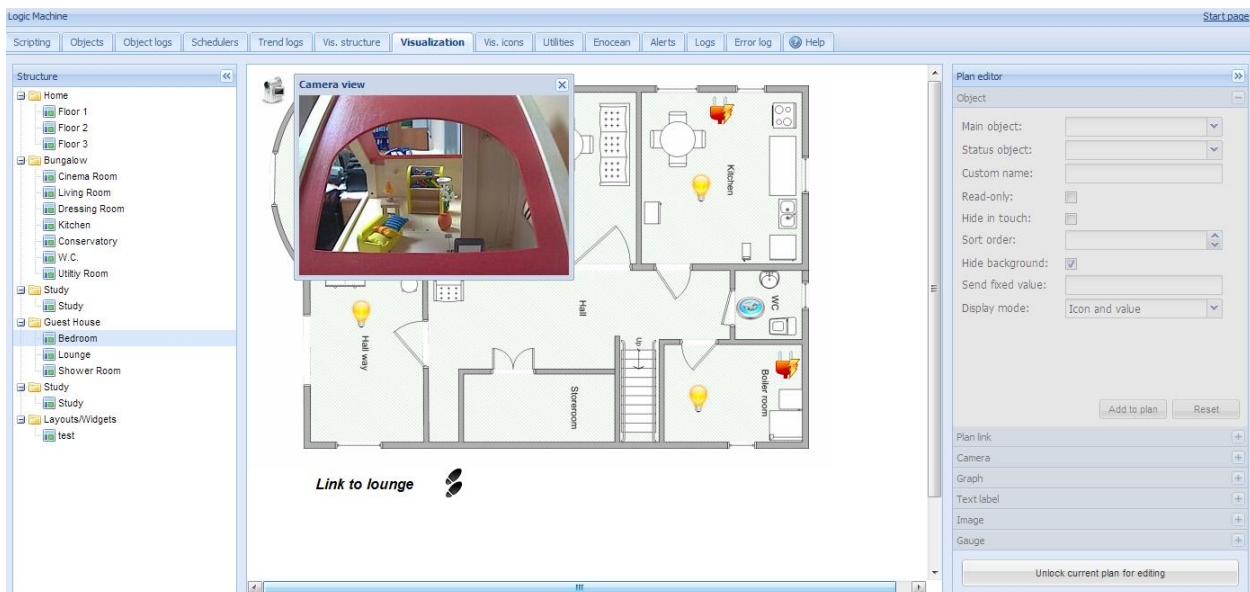 Logic Machine
Start page
Scripting Objects Object logs Schedulers Trend logs Vis. structure Visualization Vis. icons Utilities Enocean Alerts Logs Error log Help
Structure
Home
Floor 1
Floor 2
Floor 3
Bungalow
Cinema Room
Living Room
Dressing Room
Kitchen
Conservatory
W.C.
Utiltiy Room
Study
Study
Guest House
Bedroom
Lounge
Shower Room
Study
Study
Layouts/Widgets
test
Camera view
Kitchen
Hall
WC
Hall way
Up
Storeroom
Boiler room
Link to lounge
Plan editor
Object
Main object:
Status object:
Custom name:
Read-only:
Hide in touch:
Sort order:
Hide background:
Send fixed value:
Display mode: Icon and value
Add to plan Reset
Plan link
Camera
Graph
Text label
Image
Gauge
Unlock current plan for editing